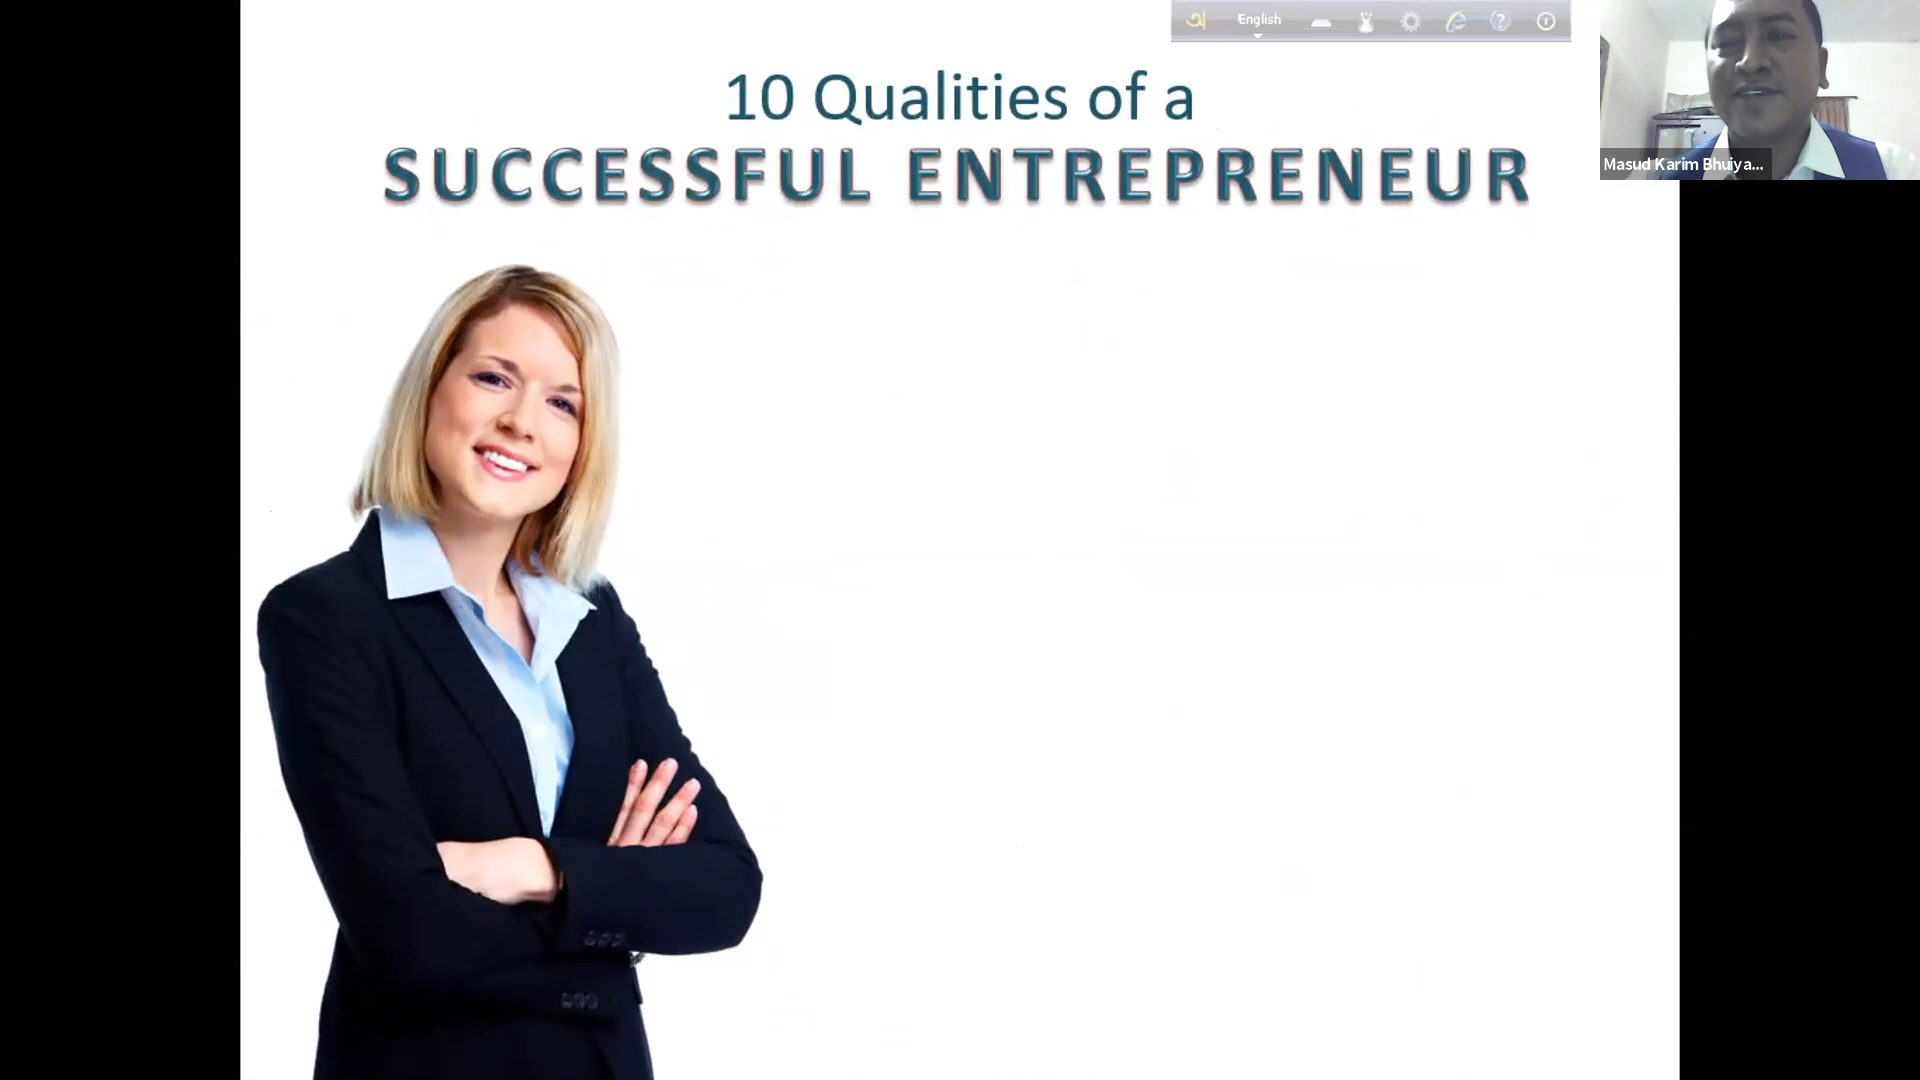 অ English
10 Qualities of a
SUCCESSFUL ENTREPRENEUR
Masud Karim Bhuiya...